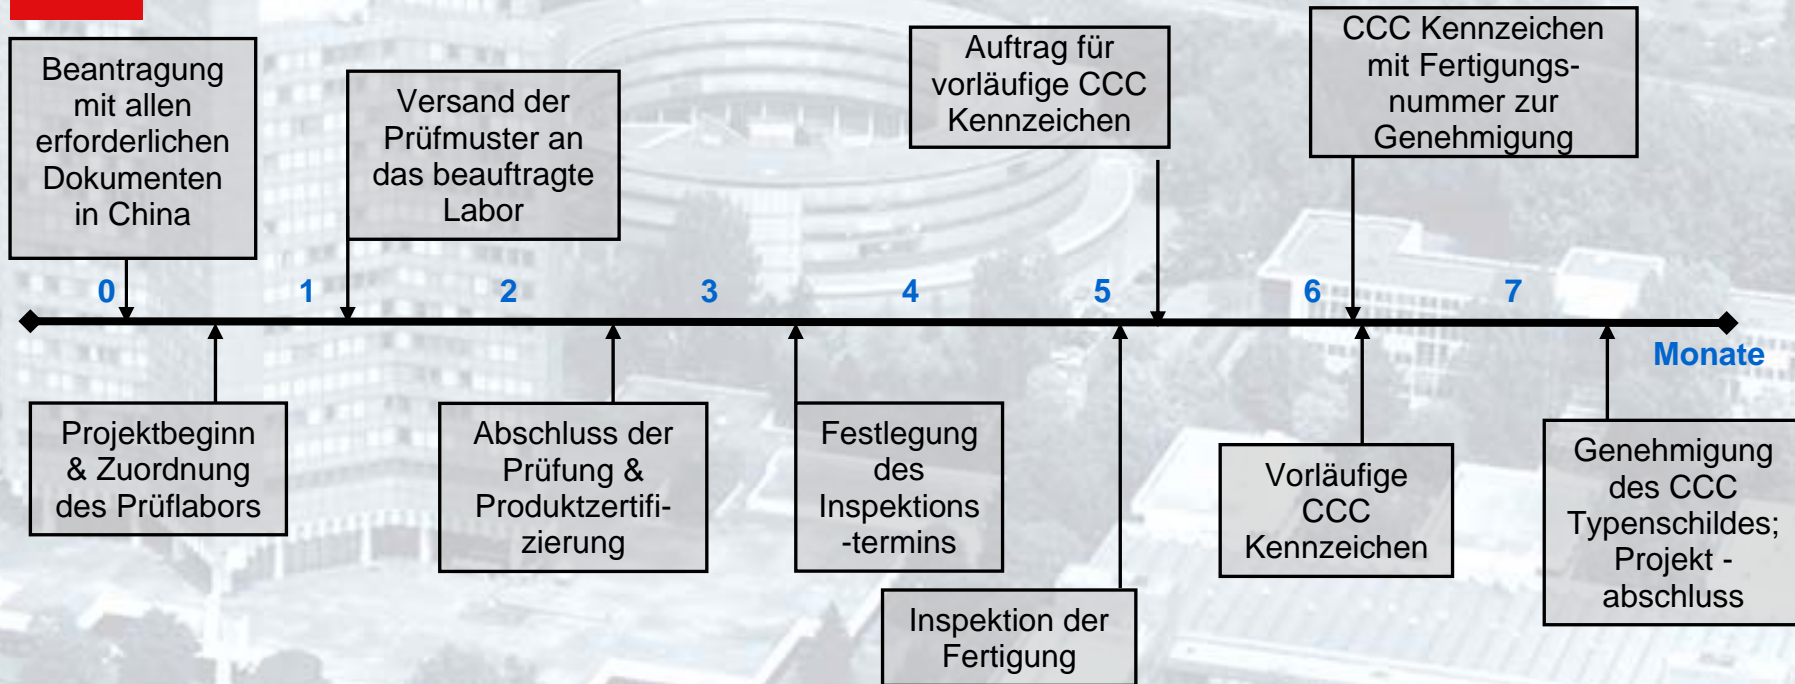 Beantragung
mit allen
erforderlichen
Dokumenten
in China
Versand der
Prüfmuster an
das beauftragte
Labor
Auftrag für
vorläufige CCC
Kennzeichen
CCC Kennzeichen
mit Fertigungs-
nummer zur
Genehmigung
0 1 2 3 4 5 6 7
Monate
Projektbeginn
& Zuordnung
des Prüflabors
Abschluss der
Prüfung &
Produktzertifi-
zierung
Festlegung
des
Inspektions
-termins
Inspektion der
Fertigung
Vorläufige
CCC
Kennzeichen
Genehmigung
des CCC
Typenschildes;
Projekt -
abschluss